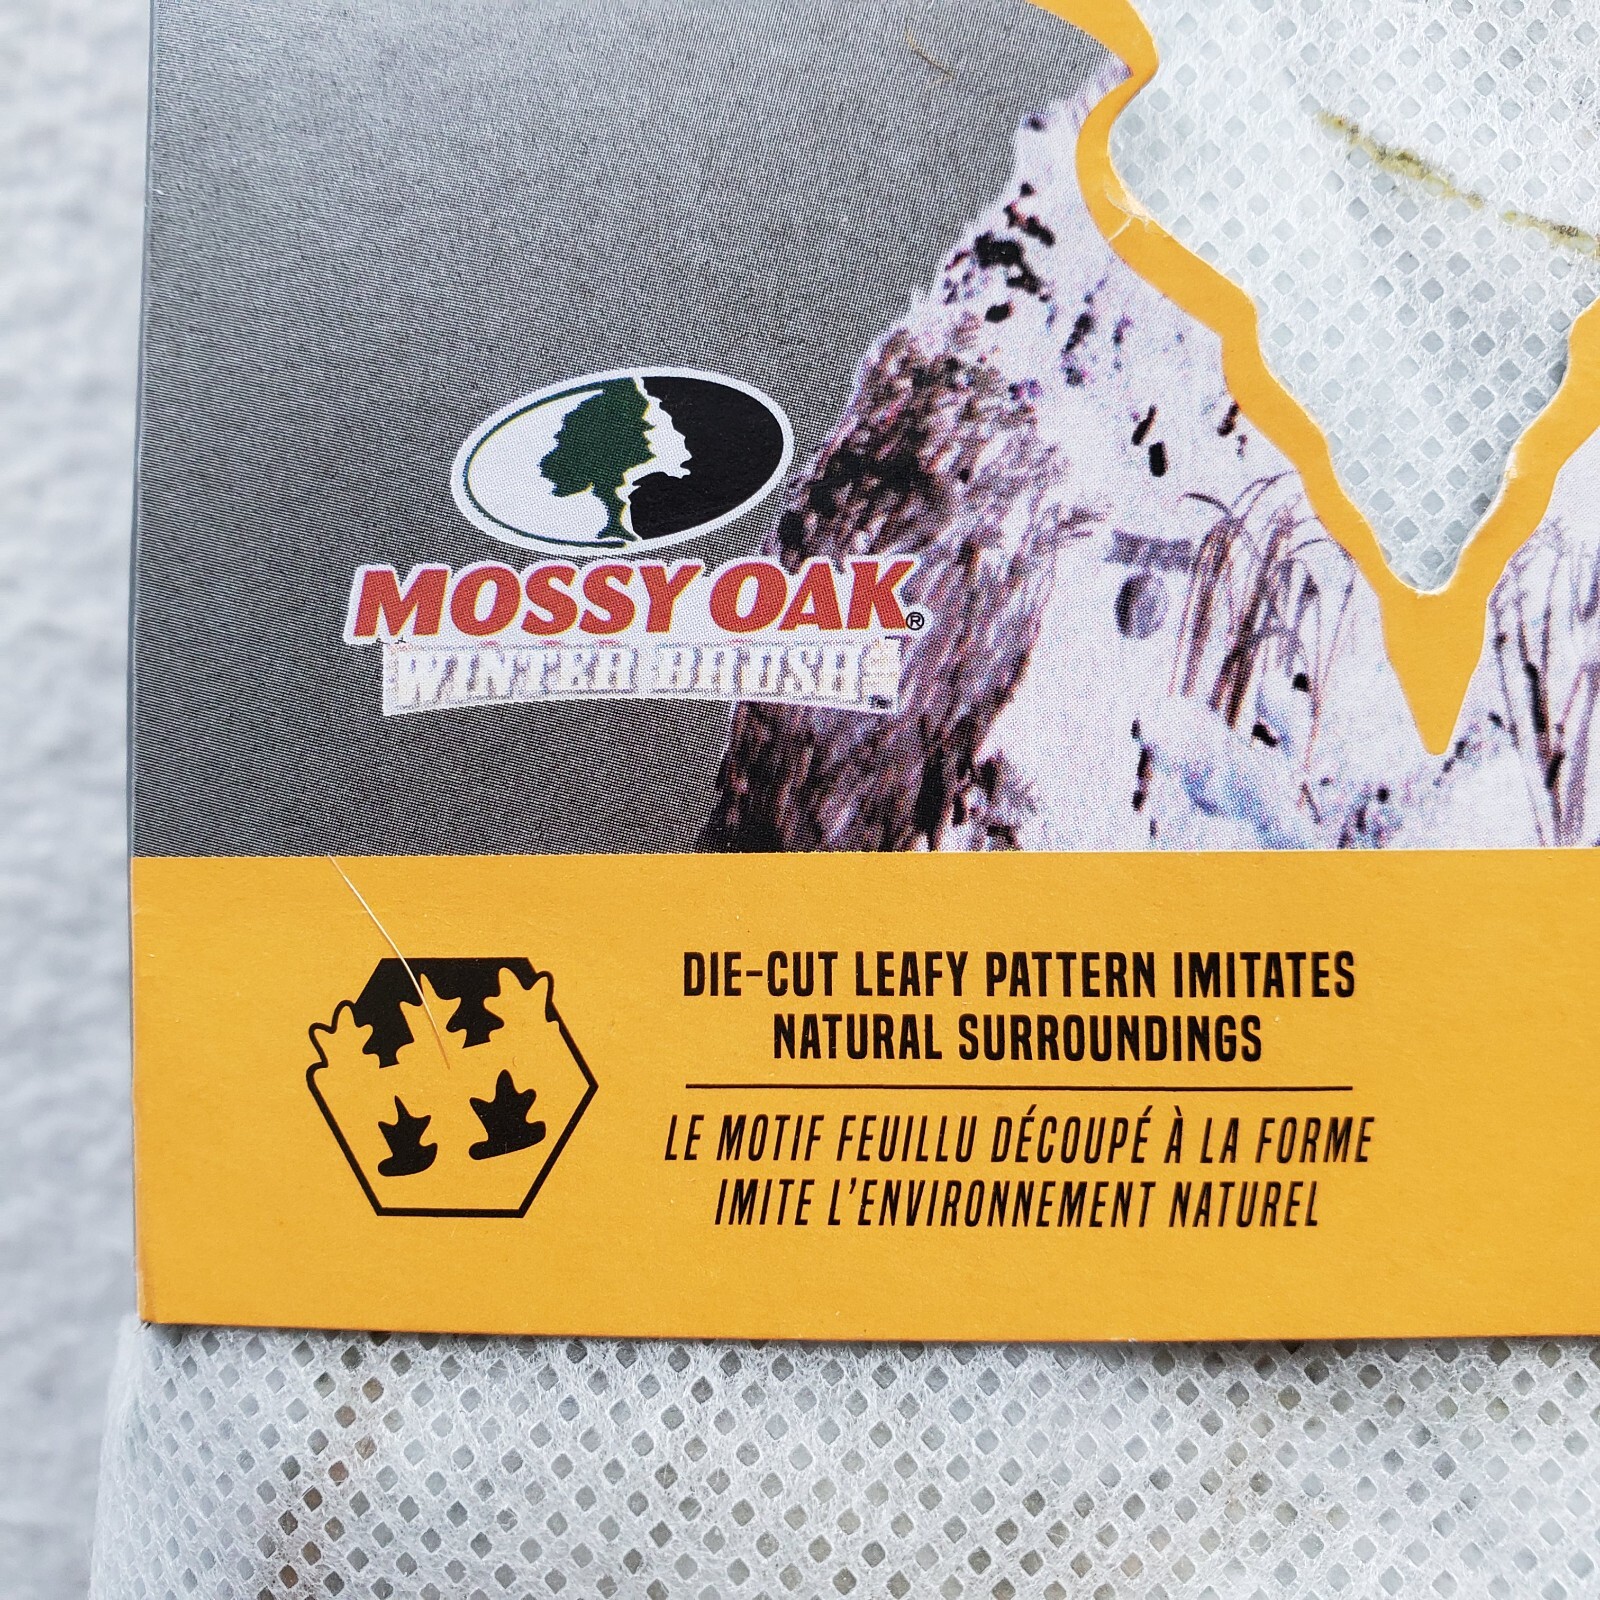 MOSSY OAK®
WINTER BRUSH
DIE-CUT LEAFY PATTERN IMITATES
NATURAL SURROUNDINGS
LE MOTIF FEUILLU DÉCOUPÉ À LA FORME
IMITE L'ENVIRONNEMENT NATUREL